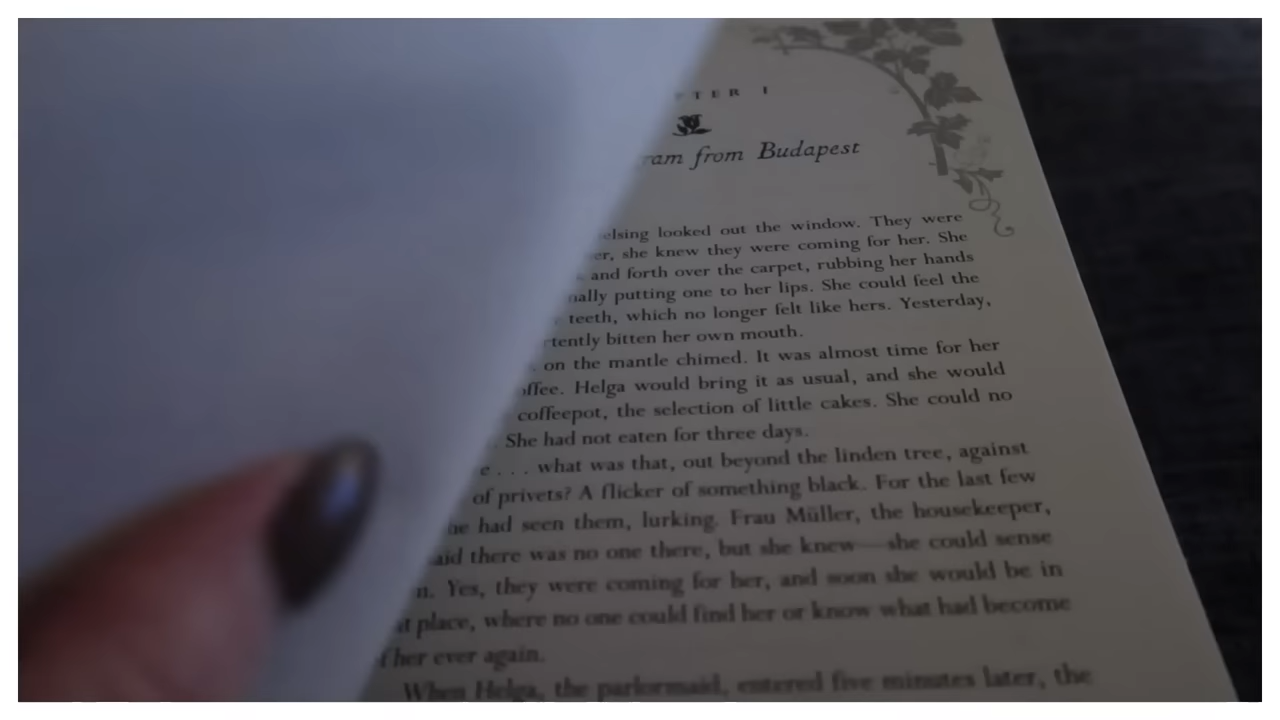 TER I
ram from Budapest
elsing looked out the window. They were
er, she knew they were coming for her. She
and forth over the carpet, rubbing her hands
nally putting one to her lips. She could feel the
teeth, which no longer felt like hers. Yesterday,
rtently bitten her own mouth.
on the mantle chimed. It was almost time for her
offee. Helga would bring it as usual, and she would
coffeepot, the selection of little cakes. She could no
She had not eaten for three days.
e . . . what was that, out beyond the linden tree, against
of privets? A flicker of something black. For the last few
he had seen them, lurking. Frau Müller, the housekeeper,
aid there was no one there, but she knew—she could sense
n. Yes, they were coming for her, and soon she would be in
at place, where no one could find her or know what had become
f her ever again.
When Helga, the parlormaid, entered five minutes later, the